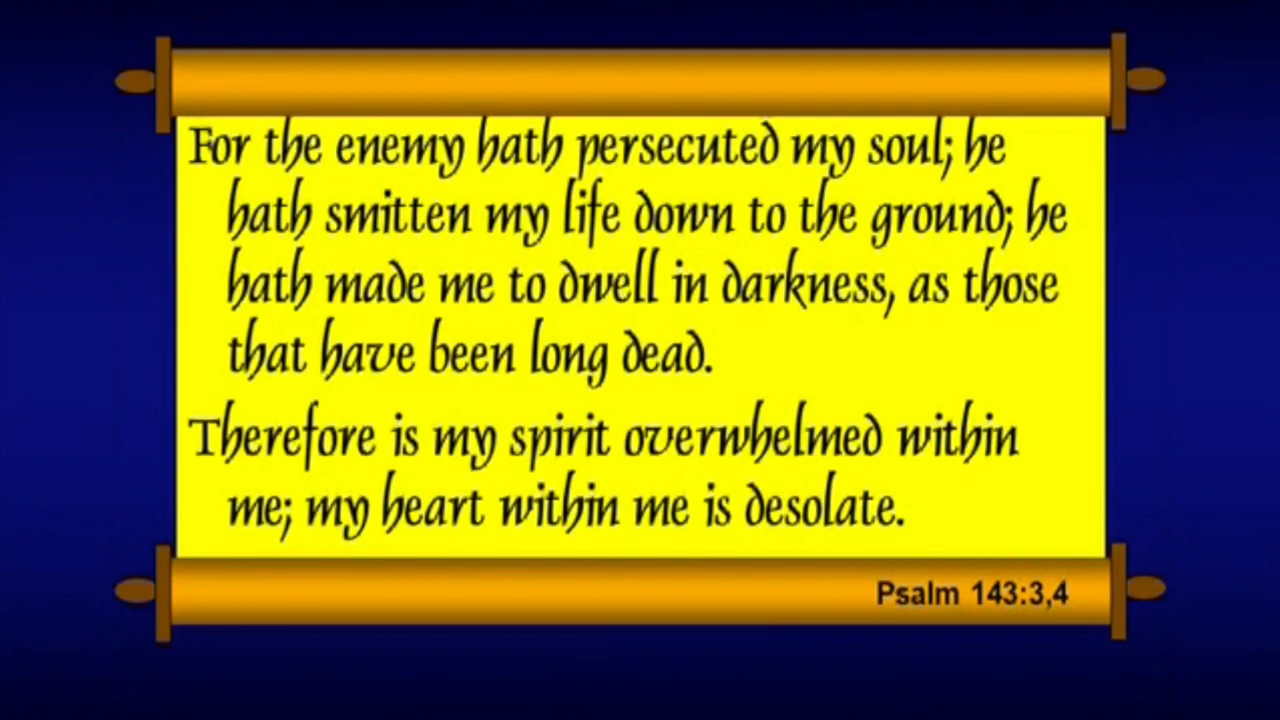 For the enemy hath persecuted my soul; he
hath smitten my life down to the ground; he
hath made me to dwell in darkness, as those
that have been long dead.
Therefore is my spirit overwhelmed within
me; my heart within me is desolate.
Psalm 143:3,4